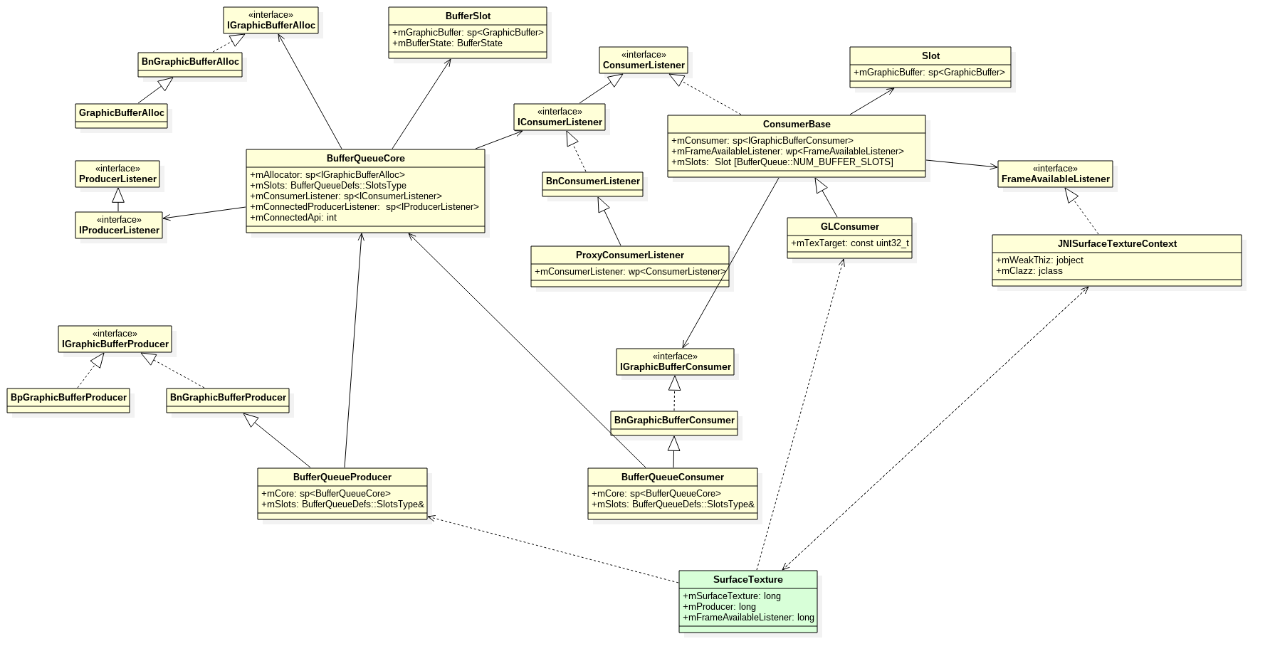 «interface»
IGraphicBufferAlloc
BnGraphicBufferAlloc
GraphicBufferAlloc
BufferSlot
+mGraphicBuffer: sp<GraphicBuffer>
+mBufferState: BufferState
«interface»
ConsumerListener
Slot
+mGraphicBuffer: sp<GraphicBuffer>
«interface»
IConsumerListener
ConsumerBase
+mConsumer: sp<IGraphicBufferConsumer>
+mFrameAvailableListener: wp<FrameAvailableListener>
+mSlots:  Slot [BufferQueue::NUM_BUFFER_SLOTS]
«interface»
ProducerListener
«interface»
IProducerListener
BufferQueueCore
+mAllocator: sp<IGraphicBufferAlloc>
+mSlots: BufferQueueDefs::SlotsType
+mConsumerListener: sp<IConsumerListener>
+mConnectedProducerListener:  sp<IProducerListener>
+mConnectedApi: int
BnConsumerListener
«interface»
FrameAvailableListener
GLConsumer
+mTexTarget: const uint32_t
JNISurfaceTextureContext
+mWeakThiz: jobject
+mClazz: jclass
ProxyConsumerListener
+mConsumerListener: wp<ConsumerListener>
«interface»
IGraphicBufferProducer
BpGraphicBufferProducer
BnGraphicBufferProducer
«interface»
IGraphicBufferConsumer
BnGraphicBufferConsumer
BufferQueueProducer
+mCore: sp<BufferQueueCore>
+mSlots: BufferQueueDefs::SlotsType&
BufferQueueConsumer
+mCore: sp<BufferQueueCore>
+mSlots: BufferQueueDefs::SlotsType&
SurfaceTexture
+mSurfaceTexture: long
+mProducer: long
+mFrameAvailableListener: long